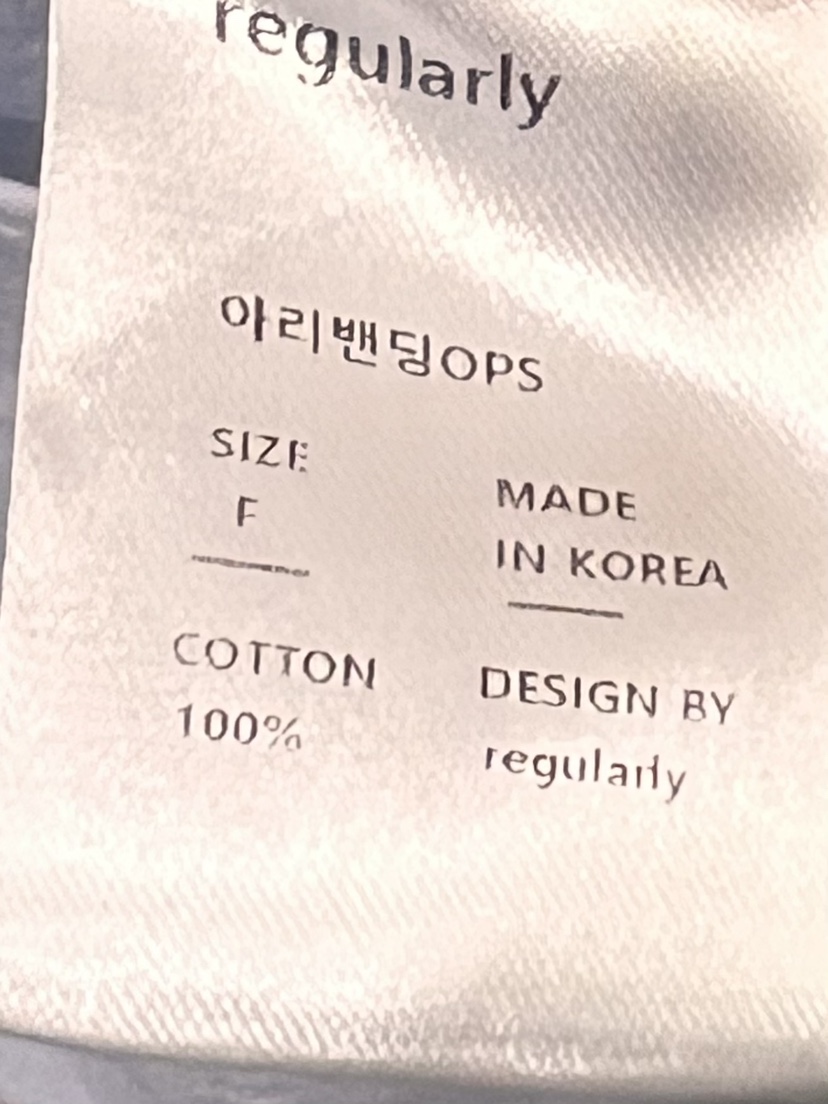 regularly
아리밴딩OPS
SIZE
F
MADE
IN KOREA
COTTON
100%
DESIGN BY
regularly